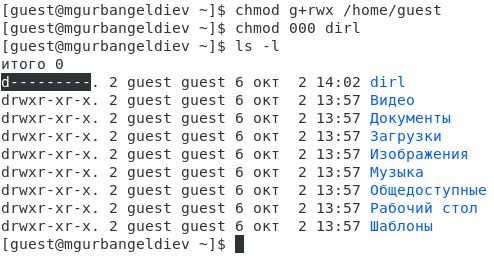 [guest@mgurbangeldiev ~]$ chmod g+rwx /home/guest
[guest@mgurbangeldiev ~]$ chmod 000 dirl
[guest@mgurbangeldiev ~]$ ls -l
итого 0
d---------. 2 guest guest 6 окт  2 14:02 dirl
drwxr-xr-x. 2 guest guest 6 окт  2 13:57 Видео
drwxr-xr-x. 2 guest guest 6 окт  2 13:57 Документы
drwxr-xr-x. 2 guest guest 6 окт  2 13:57 Загрузки
drwxr-xr-x. 2 guest guest 6 окт  2 13:57 Изображения
drwxr-xr-x. 2 guest guest 6 окт  2 13:57 Музыка
drwxr-xr-x. 2 guest guest 6 окт  2 13:57 Общедоступные
drwxr-xr-x. 2 guest guest 6 окт  2 13:57 Рабочий стол
drwxr-xr-x. 2 guest guest 6 окт  2 13:57 Шаблоны
[guest@mgurbangeldiev ~]$